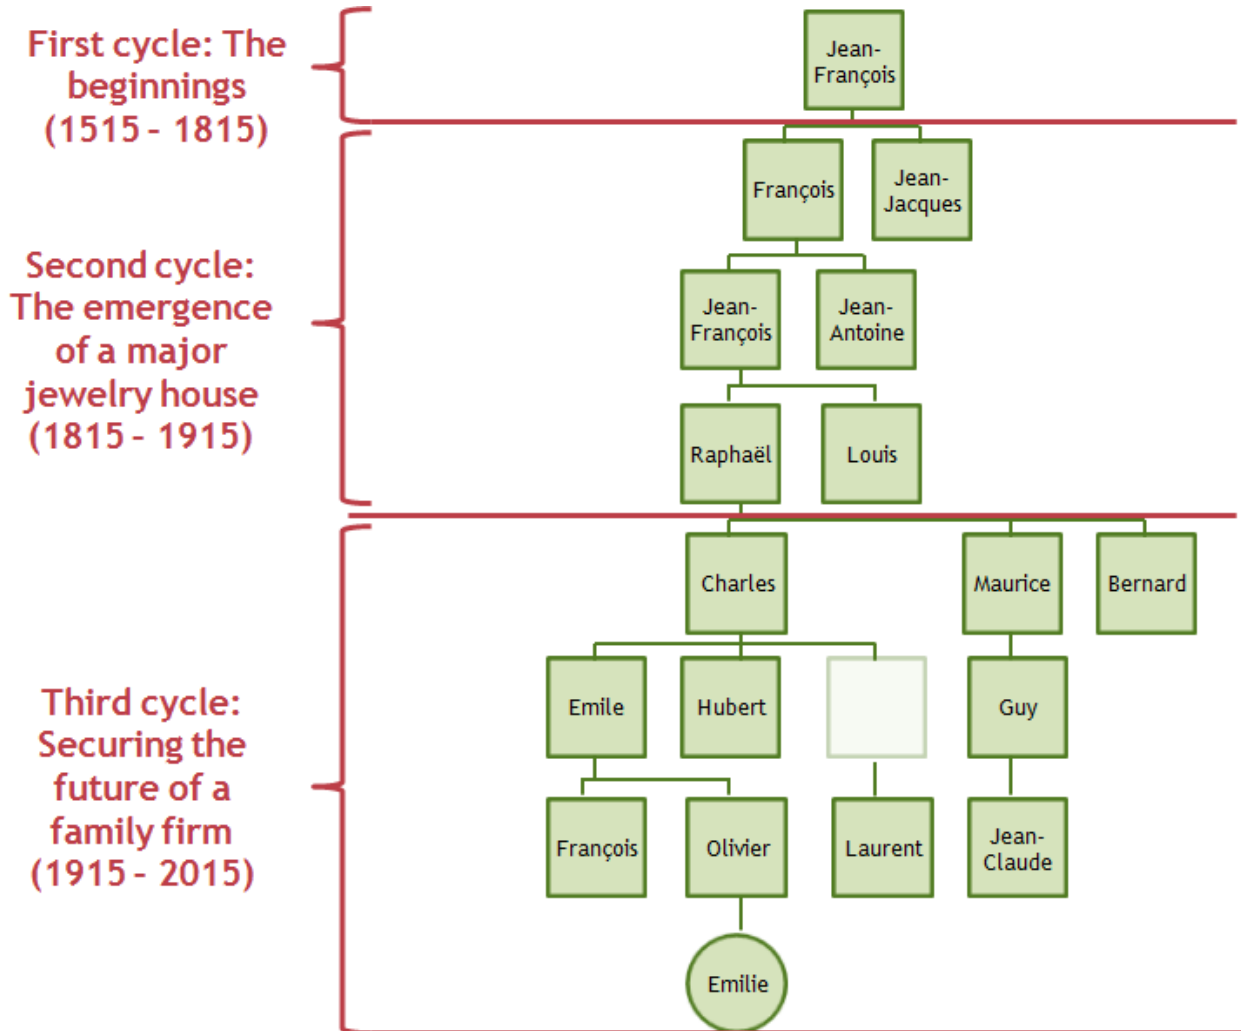 First cycle: The
beginnings
(1515 – 1815)
Jean-
François
Second cycle:
The emergence
of a major
jewelry house
(1815 – 1915)
François
Jean-
Jacques
Jean-
François
Jean-
Antoine
Raphaël
Louis
Third cycle:
Securing the
future of a
family firm
(1915 – 2015)
Charles
Maurice
Bernard
Emile
Hubert
Guy
François
Olivier
Laurent
Jean-
Claude
Emilie